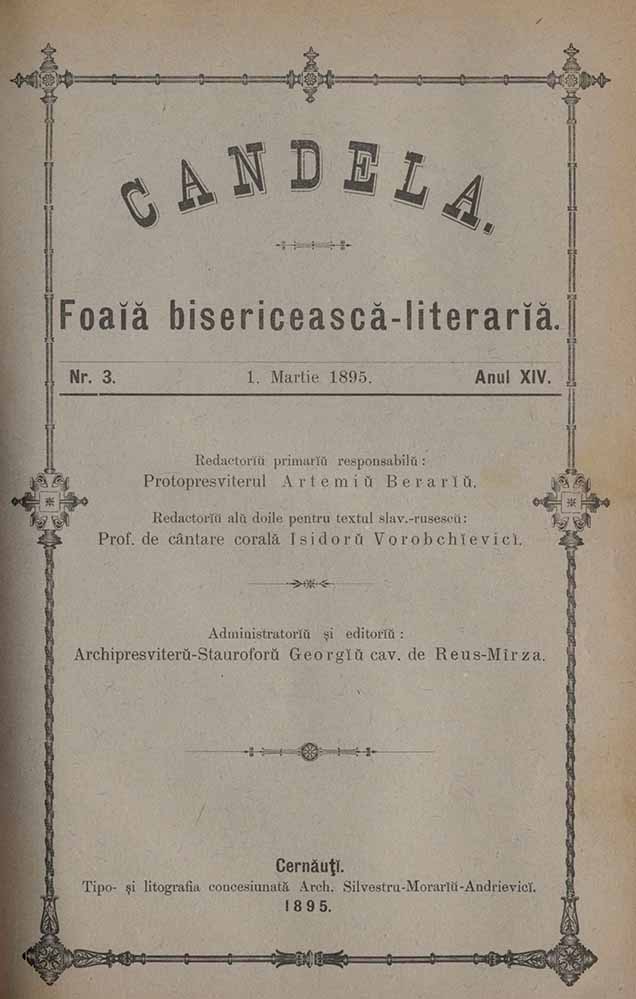 CANDELA.
Foaĭă bisericească-literarĭă.
Nr. 3. 1. Martie 1895. Anul XIV.
Redactorĭŭ primarĭŭ responsabilŭ:
Protopresviterul Artemiŭ Berarĭŭ.
Redactorĭŭ alŭ doile pentru textul slav.-rusescŭ:
Prof. de cântare corală Isidorŭ Vorobchĭevicĭ.
Administratorĭŭ și editorĭŭ:
Archipresviterŭ-Stauroforŭ Georgĭŭ cav. de Reus-Mîrza.
Cernăuţĭ.
Tipo- și litografia concesiunată Arch. Silvestru-Morarĭŭ-Andrievicĭ.
1895.